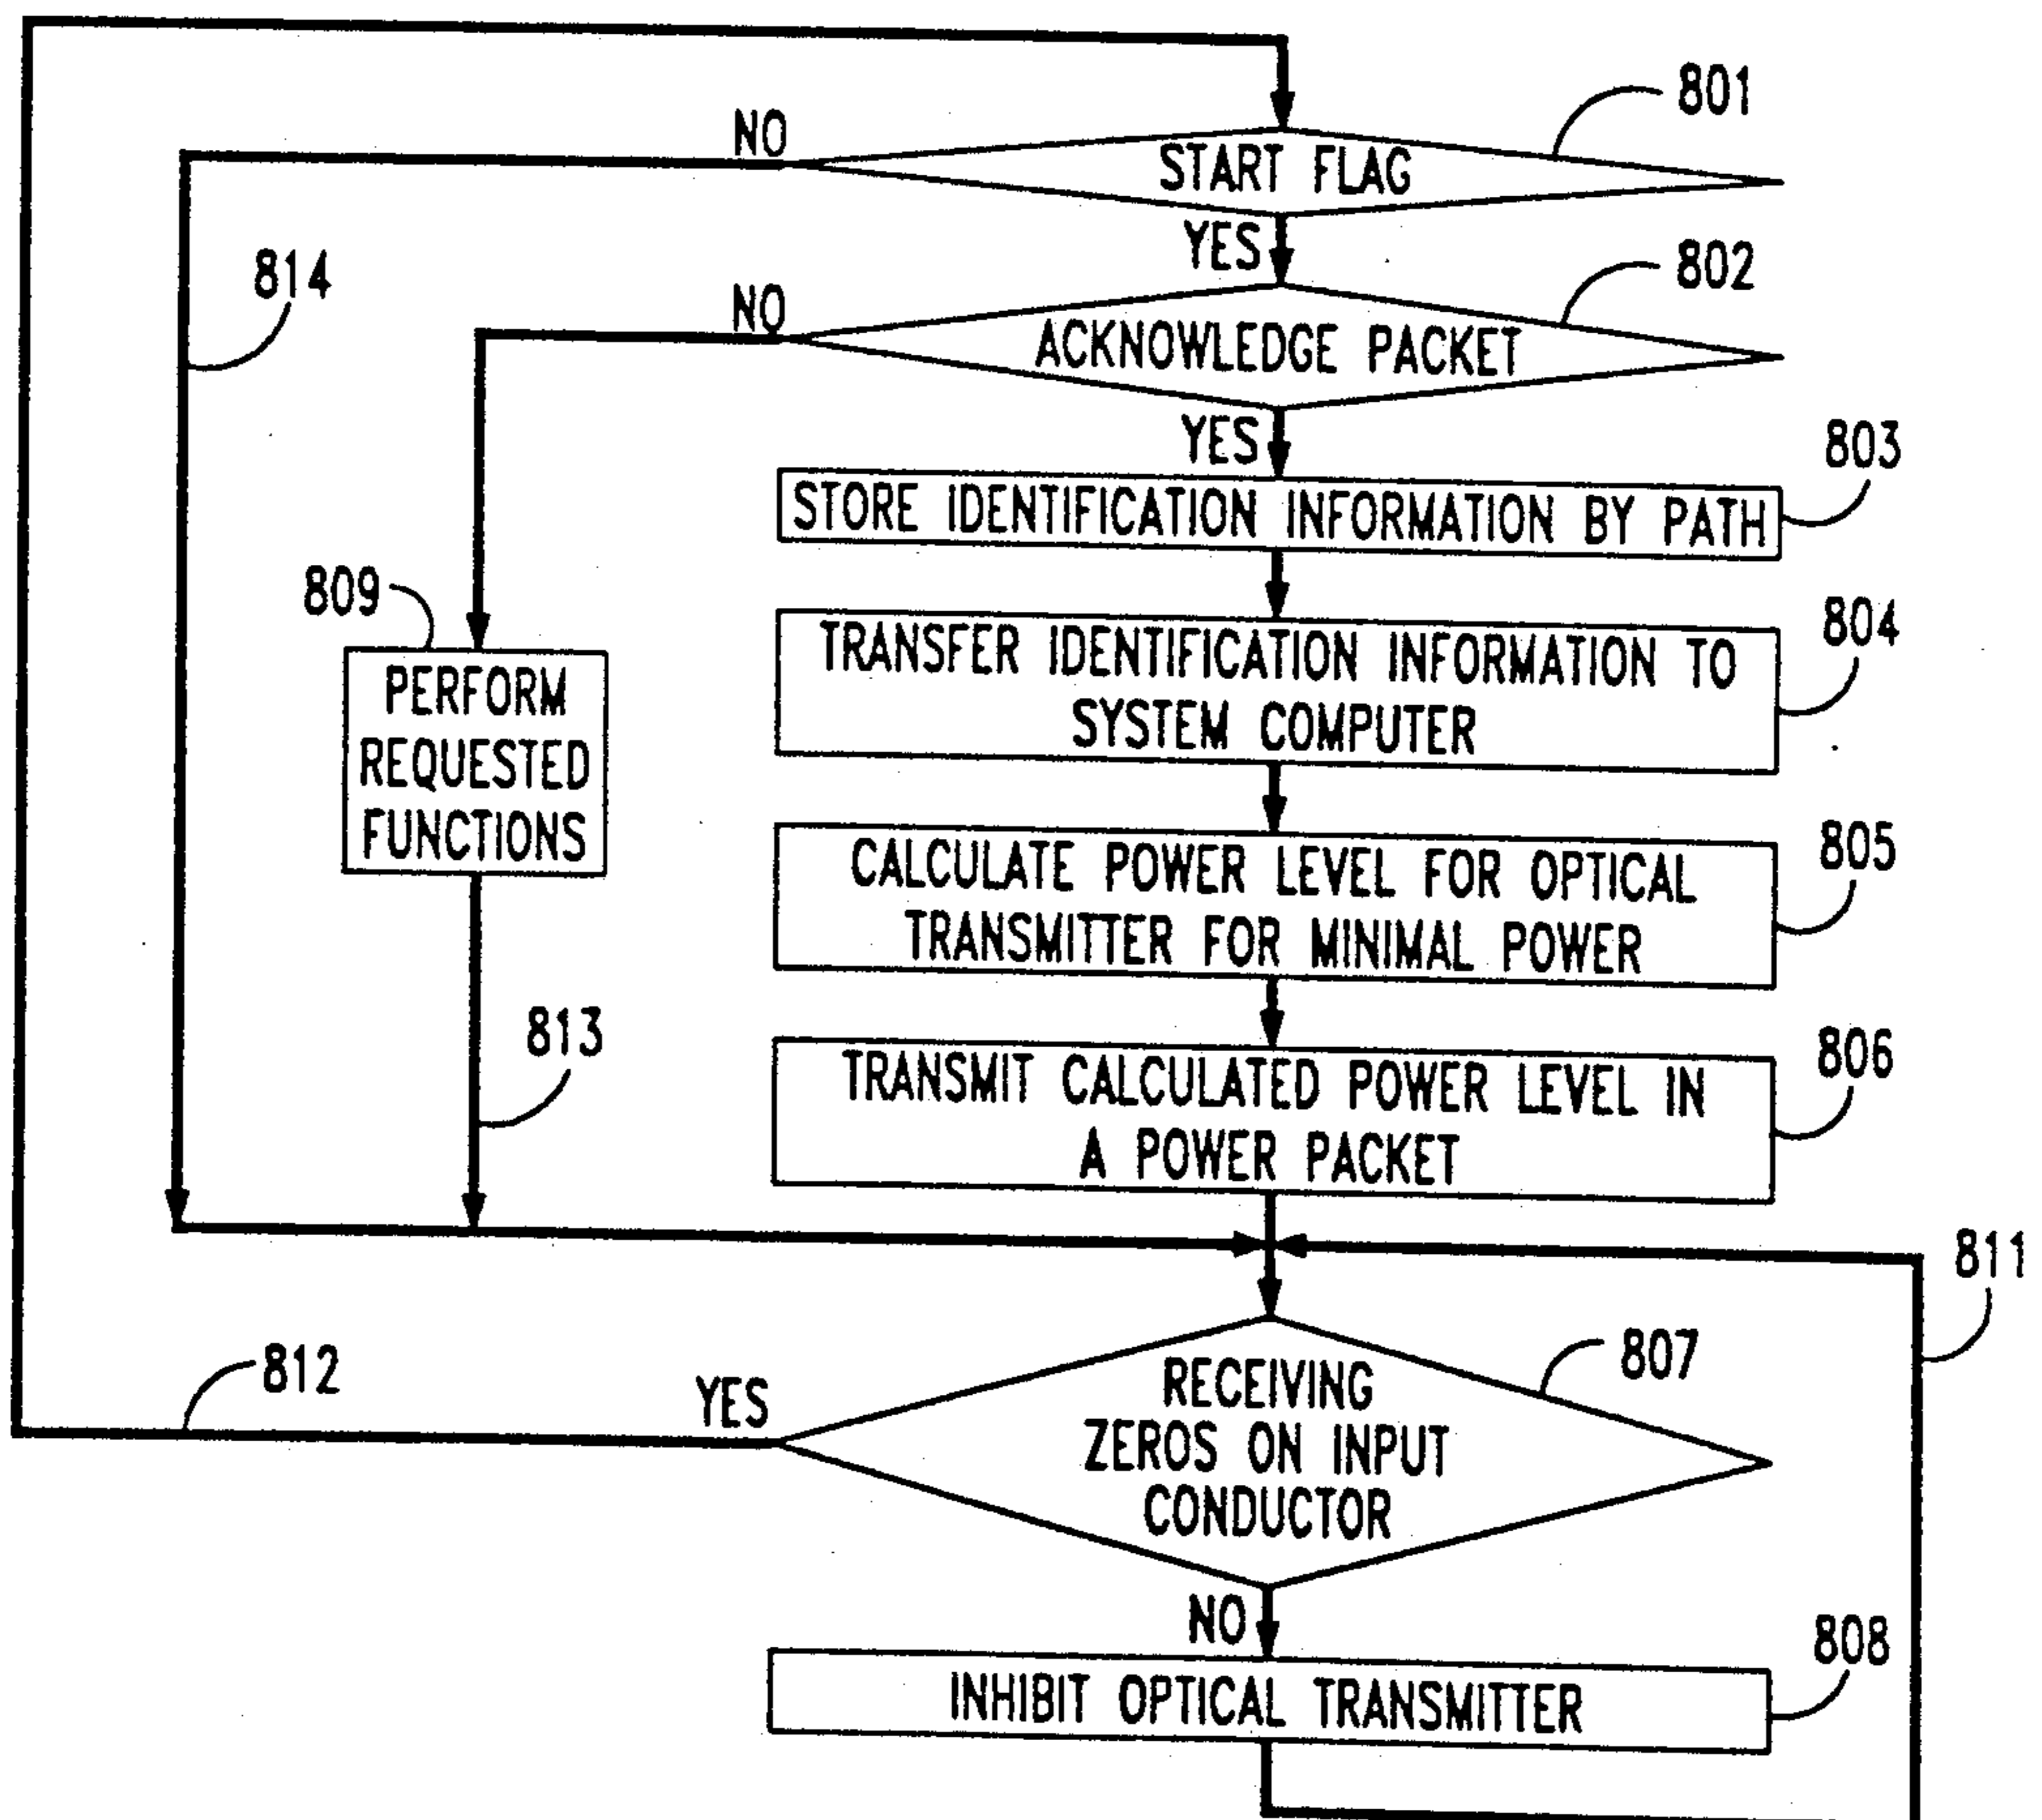 801
NO
START FLAG
YES
802
814
NO
ACKNOWLEDGE PACKET
YES
803
STORE IDENTIFICATION INFORMATION BY PATH
809
804
TRANSFER IDENTIFICATION INFORMATION TO
SYSTEM COMPUTER
PERFORM
REQUESTED
FUNCTIONS
805
CALCULATE POWER LEVEL FOR OPTICAL
TRANSMITTER FOR MINIMAL POWER
813
806
TRANSMIT CALCULATED POWER LEVEL IN
A POWER PACKET
811
812
YES
807
RECEIVING
ZEROS ON INPUT
CONDUCTOR
NO
808
INHIBIT OPTICAL TRANSMITTER